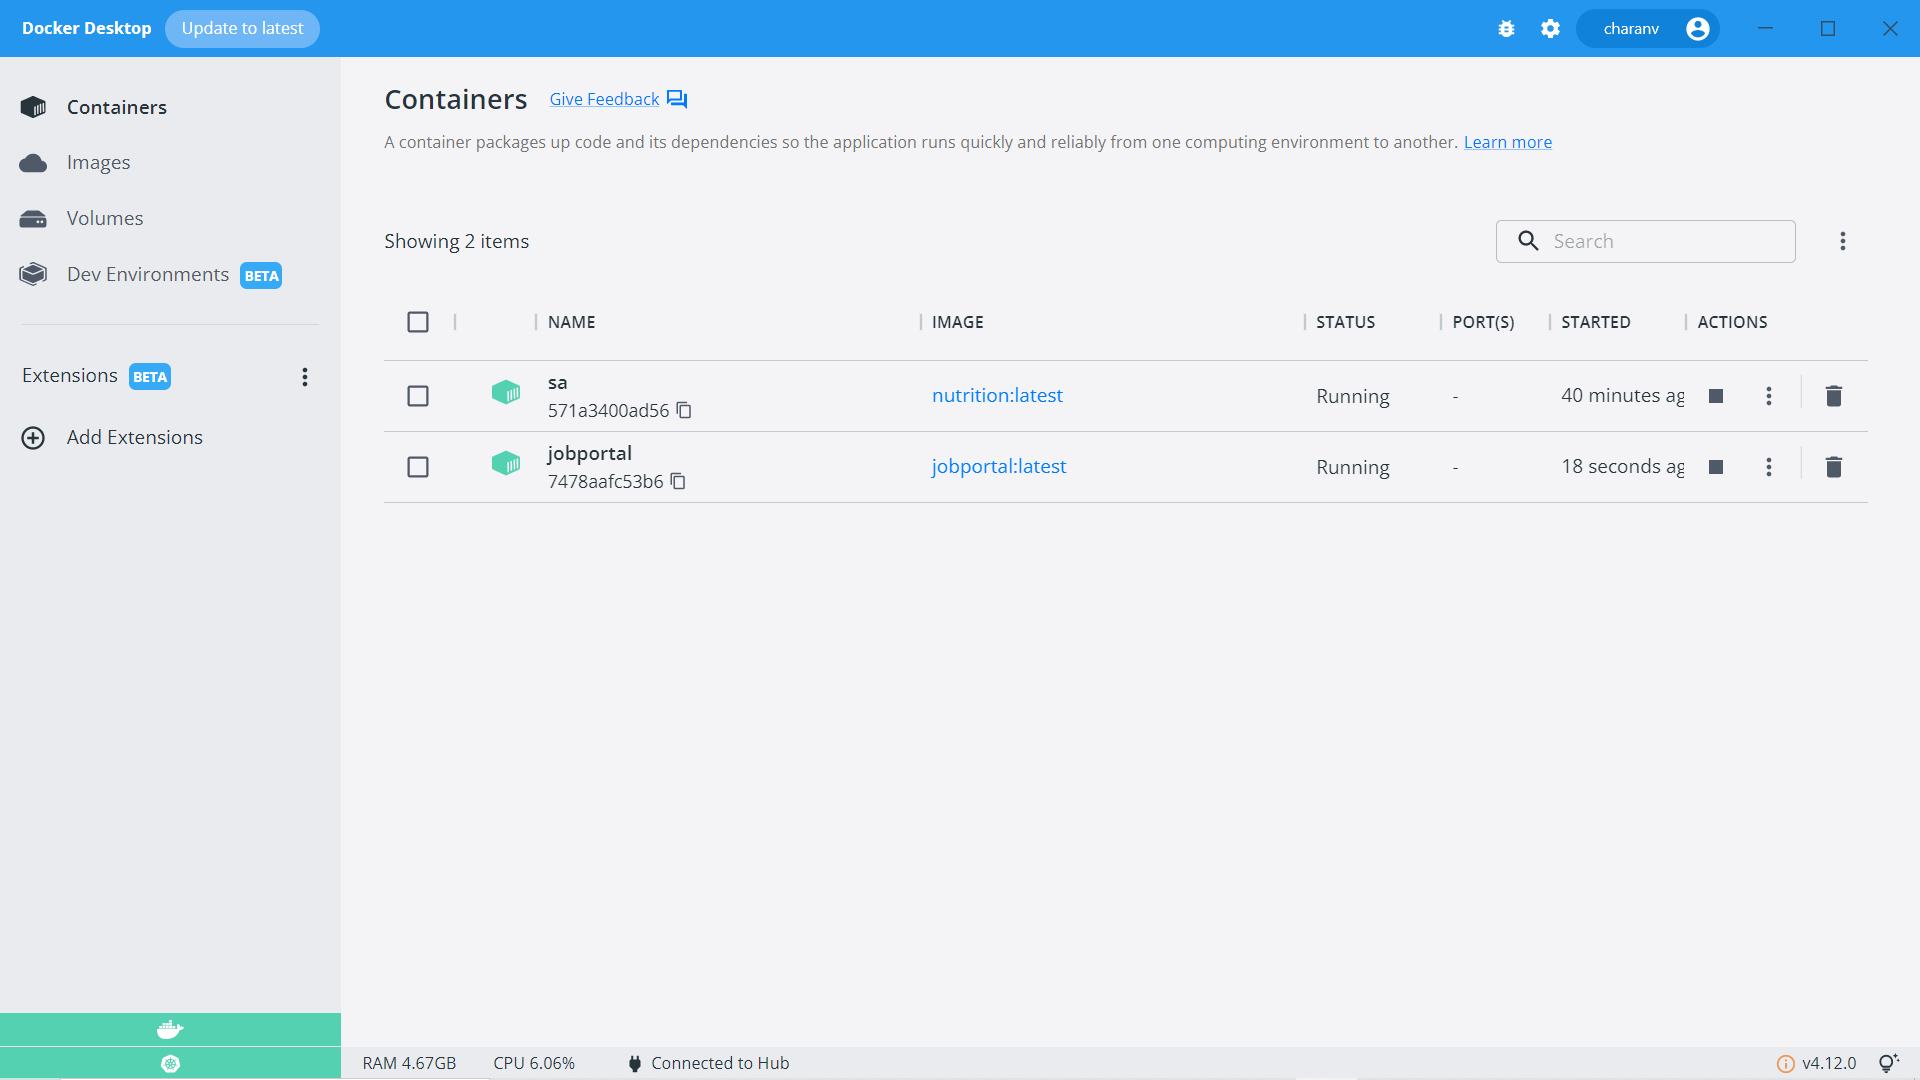 Docker Desktop Update to latest charanv
Containers
Images
Volumes
Dev Environments BETA
Extensions BETA
Add Extensions
Containers Give Feedback
A container packages up code and its dependencies so the application runs quickly and reliably from one computing environment to another. Learn more
Showing 2 items Search
NAME IMAGE STATUS PORT(S) STARTED ACTIONS
sa
571a3400ad56 nutrition:latest Running - 40 minutes ag
jobportal
7478aafc53b6 jobportal:latest Running - 18 seconds ag
RAM 4.67GB CPU 6.06% Connected to Hub v4.12.0